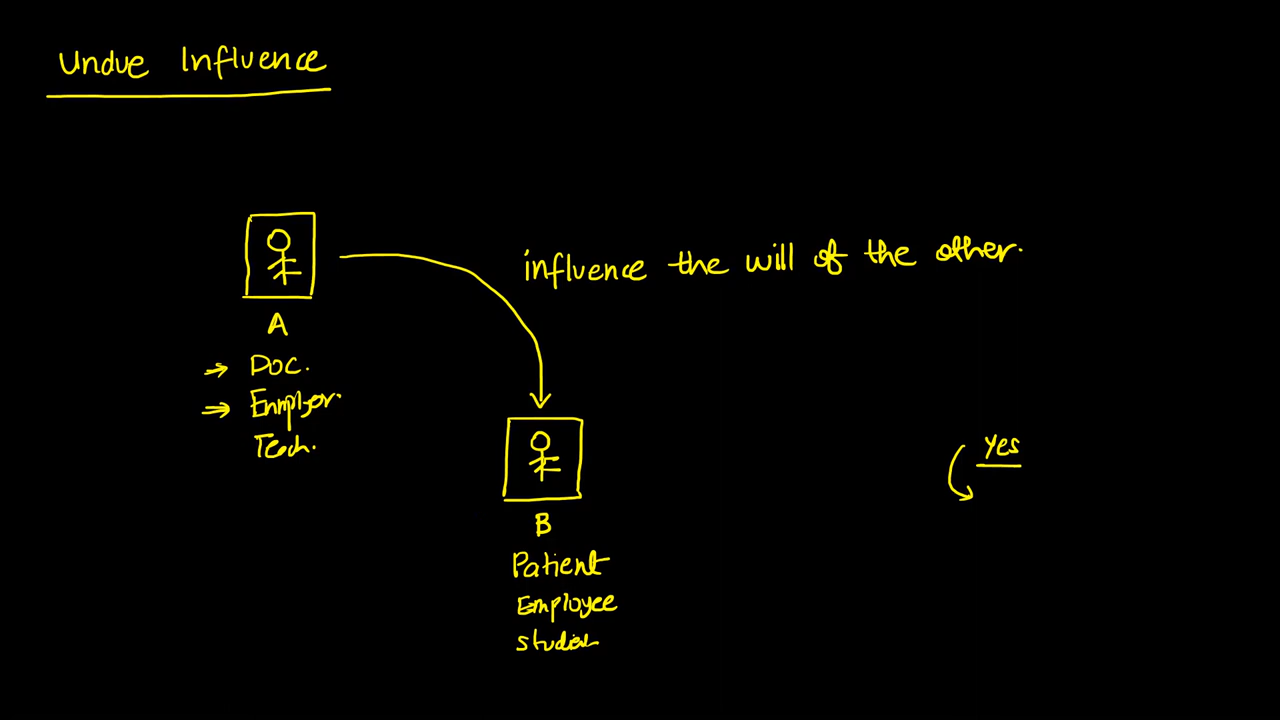 Undue Influence
influence the will of the other.
A
→ Doc.
→ Employer.
Teach.
yes
B
Patient
Employee
Student